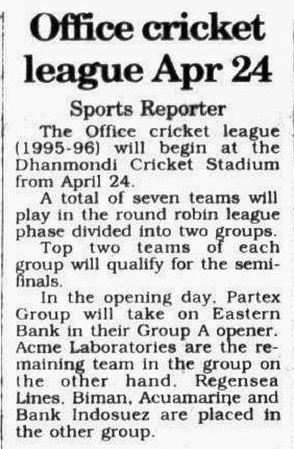 Office cricket
league Apr 24
Sports Reporter
The Office cricket league
(1995-96) will begin at the
Dhanmondi Cricket Stadium
from April 24.
A total of seven teams will
play in the round robin league
phase divided into two groups.
Top two teams of each
group will qualify for the semi-
finals.
In the opening day, Partex
Group will take on Eastern
Bank in their Group A opener.
Acme Laboratories are the re-
maining team in the group on
the other hand. Regensea
Lines, Biman, Acuamarine and
Bank Indosuez are placed in
the other group.